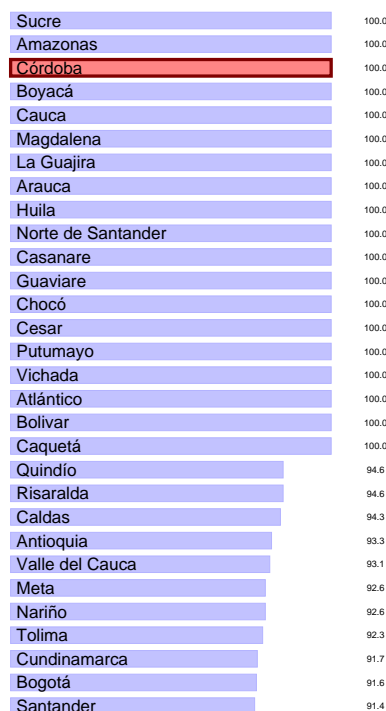 Sucre 100.0
Amazonas 100.0
Córdoba 100.0
Boyacá 100.0
Cauca 100.0
Magdalena 100.0
La Guajira 100.0
Arauca 100.0
Huila 100.0
Norte de Santander 100.0
Casanare 100.0
Guaviare 100.0
Chocó 100.0
Cesar 100.0
Putumayo 100.0
Vichada 100.0
Atlántico 100.0
Bolivar 100.0
Caquetá 100.0
Quindío 94.6
Risaralda 94.6
Caldas 94.3
Antioquia 93.3
Valle del Cauca 93.1
Meta 92.6
Nariño 92.6
Tolima 92.3
Cundinamarca 91.7
Bogotá 91.6
Santander 91.4